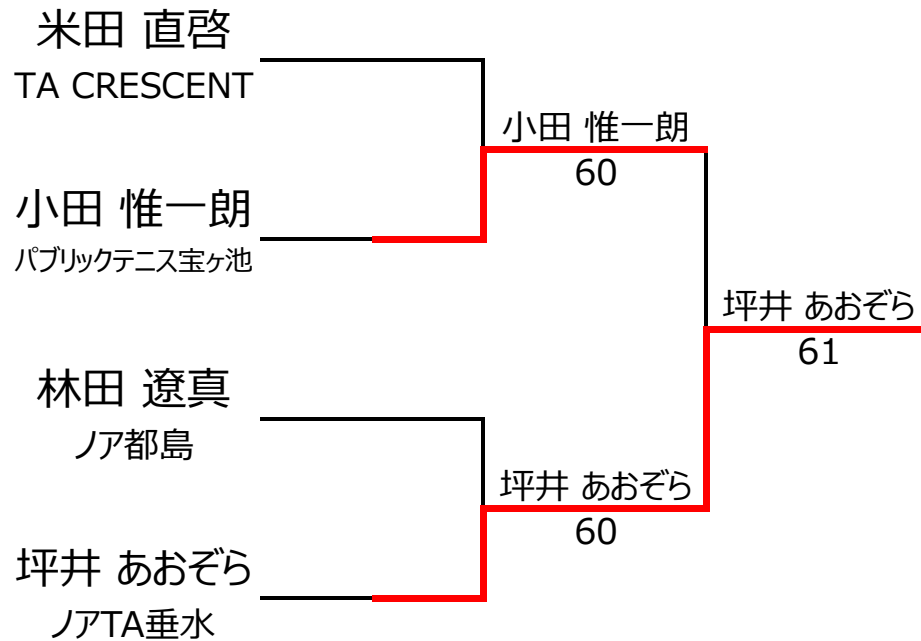 米田 直啓
TA CRESCENT
小田 惟一朗
60
小田 惟一朗
パブリックテニス宝ヶ池
坪井 あおぞら
61
林田 遼真
ノア都島
坪井 あおぞら
60
坪井 あおぞら
ノアTA垂水